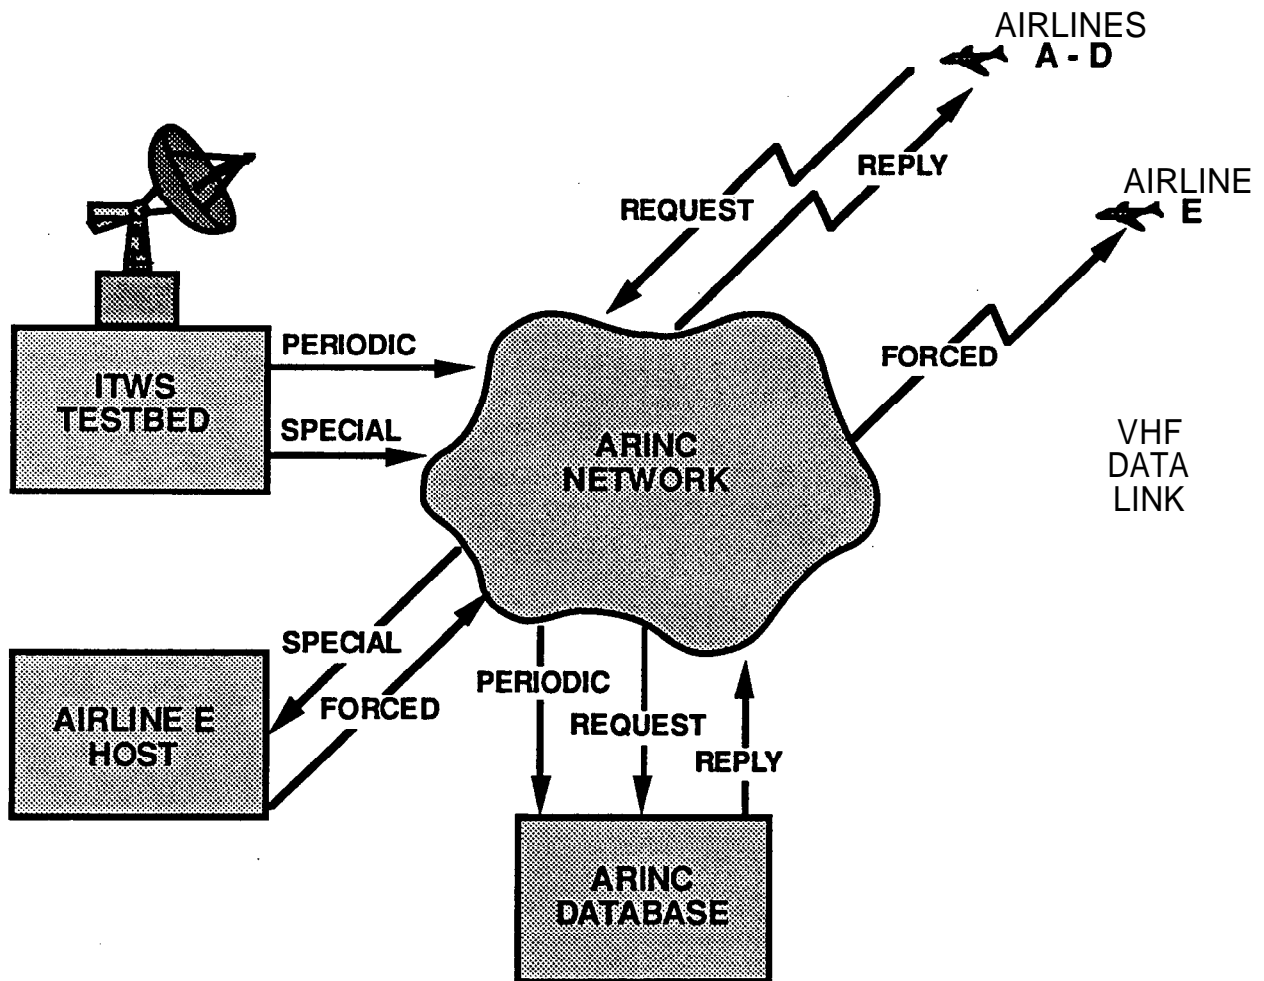 AIRLINES
A - D
REPLY
REQUEST
AIRLINE
E
PERIODIC
ITWS
TESTBED
SPECIAL
FORCED
ARINC
NETWORK
VHF
DATA
LINK
SPECIAL
FORCED
AIRLINE E
HOST
PERIODIC
REQUEST
REPLY
ARINC
DATABASE